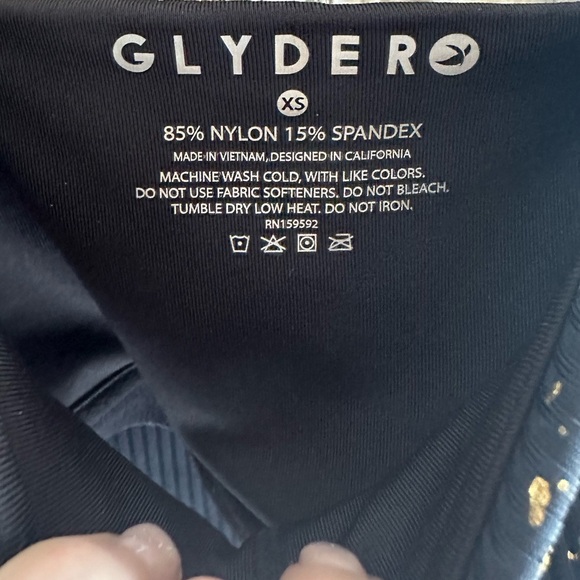 GLYDER
XS
85% NYLON 15% SPANDEX
MADE IN VIETNAM, DESIGNED IN CALIFORNIA
MACHINE WASH COLD, WITH LIKE COLORS.
DO NOT USE FABRIC SOFTENERS. DO NOT BLEACH.
TUMBLE DRY LOW HEAT. DO NOT IRON.
RN159592